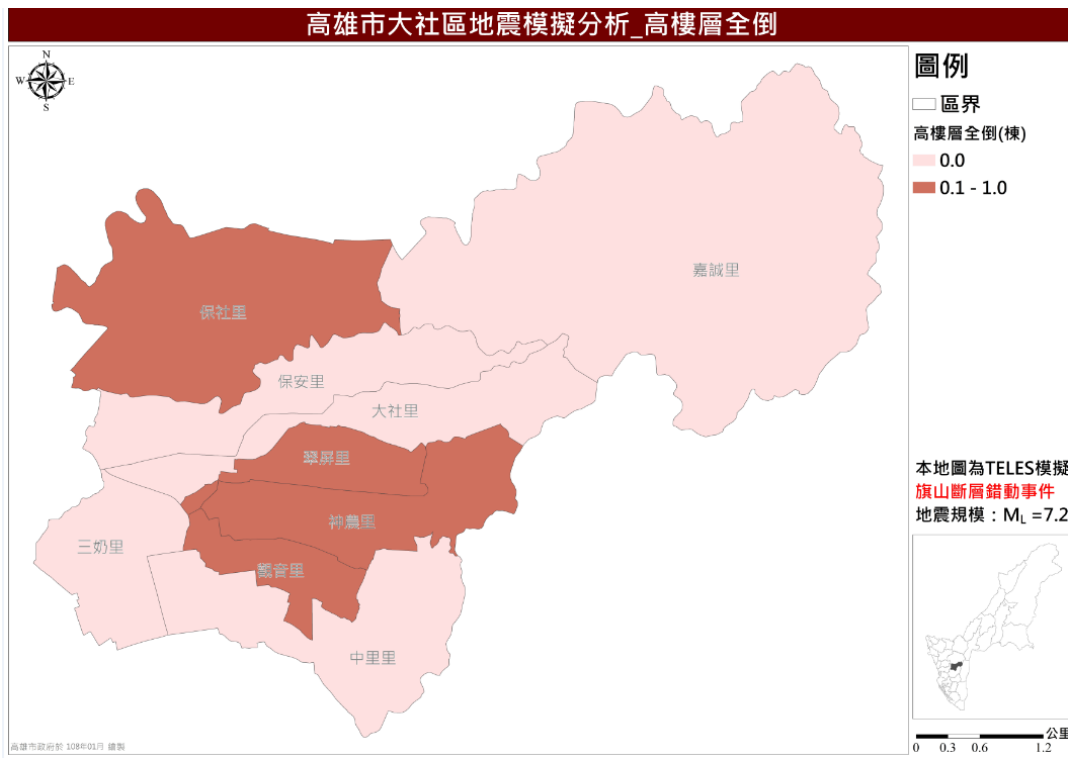 高雄市大社區地震模擬分析_高樓層全倒
N
W
E
S
圖例
區界
高樓層全倒(棟)
0.0
0.1 - 1.0
嘉誠里
保社里
保安里
大社里
翠屏里
神農里
三奶里
觀音里
中里里
本地圖為TELES模擬
旗山斷層錯動事件
地震規模：ML =7.2
公里
0 0.3 0.6 1.2
高雄市政府於 108年01月 繪製